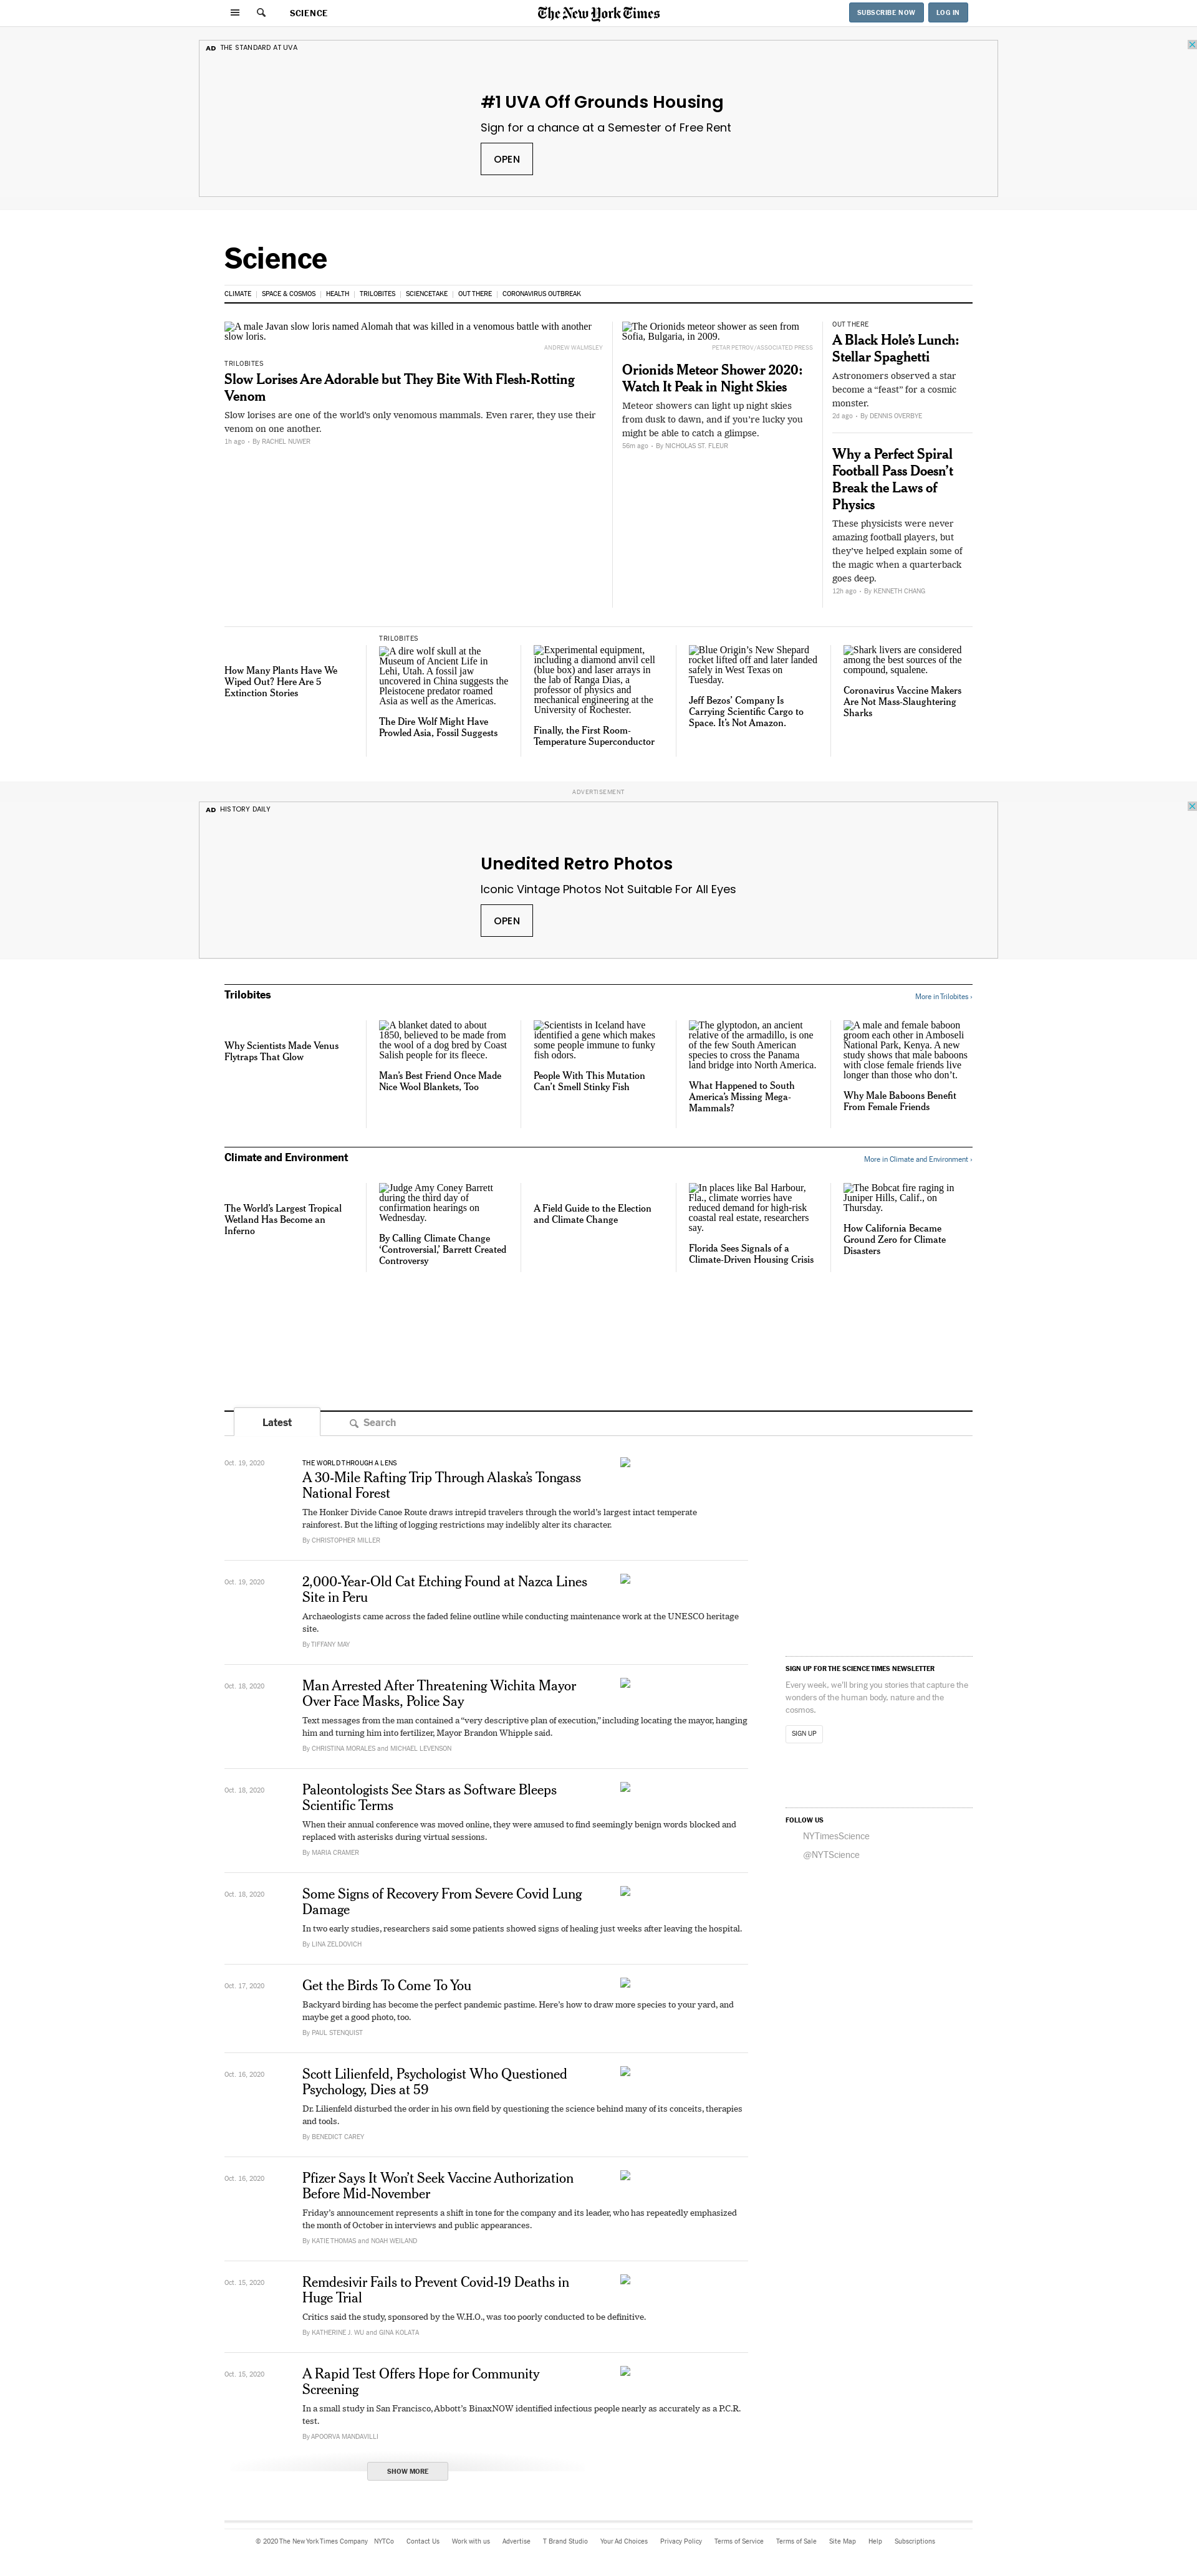 SCIENCE
The New York Times
SUBSCRIBE NOW
LOG IN
AD THE STANDARD AT UVA
#1 UVA Off Grounds Housing
Sign for a chance at a Semester of Free Rent
OPEN
Science
CLIMATE | SPACE & COSMOS | HEALTH | TRILOBITES | SCIENCETAKE | OUT THERE | CORONAVIRUS OUTBREAK
A male Javan slow loris named Alomah that was killed in a venomous battle with another
slow loris.
ANDREW WALMSLEY
TRILOBITES
Slow Lorises Are Adorable but They Bite With Flesh-Rotting
Venom
Slow lorises are one of the world's only venomous mammals. Even rarer, they use their
venom on one another.
1h ago • By RACHEL NUWER
The Orionids meteor shower as seen from
Sofia, Bulgaria, in 2009.
PETAR PETROV/ASSOCIATED PRESS
Orionids Meteor Shower 2020:
Watch It Peak in Night Skies
Meteor showers can light up night skies
from dusk to dawn, and if you're lucky you
might be able to catch a glimpse.
56m ago • By NICHOLAS ST. FLEUR
OUT THERE
A Black Hole's Lunch:
Stellar Spaghetti
Astronomers observed a star
become a “feast” for a cosmic
monster.
2d ago • By DENNIS OVERBYE
Why a Perfect Spiral
Football Pass Doesn't
Break the Laws of
Physics
These physicists were never
amazing football players, but
they've helped explain some of
the magic when a quarterback
goes deep.
12h ago • By KENNETH CHANG
How Many Plants Have We
Wiped Out? Here Are 5
Extinction Stories
TRILOBITES
A dire wolf skull at the
Museum of Ancient Life in
Lehi, Utah. A fossil jaw
uncovered in China suggests the
Pleistocene predator roamed
Asia as well as the Americas.
The Dire Wolf Might Have
Prowled Asia, Fossil Suggests
Experimental equipment,
including a diamond anvil cell
(blue box) and laser arrays in
the lab of Ranga Dias, a
professor of physics and
mechanical engineering at the
University of Rochester.
Finally, the First Room-
Temperature Superconductor
Blue Origin's New Shepard
rocket lifted off and later landed
safely in West Texas on
Tuesday.
Jeff Bezos' Company Is
Carrying Scientific Cargo to
Space. It's Not Amazon.
Shark livers are considered
among the best sources of the
compound, squalene.
Coronavirus Vaccine Makers
Are Not Mass-Slaughtering
Sharks
ADVERTISEMENT
AD HISTORY DAILY
Unedited Retro Photos
Iconic Vintage Photos Not Suitable For All Eyes
OPEN
Trilobites
More in Trilobites ›
Why Scientists Made Venus
Flytraps That Glow
A blanket dated to about
1850, believed to be made from
the wool of a dog bred by Coast
Salish people for its fleece.
Man's Best Friend Once Made
Nice Wool Blankets, Too
Scientists in Iceland have
identified a gene which makes
some people immune to funky
fish odors.
People With This Mutation
Can't Smell Stinky Fish
The glyptodon, an ancient
relative of the armadillo, is one
of the few South American
species to cross the Panama
land bridge into North America.
What Happened to South
America's Missing Mega-
Mammals?
A male and female baboon
groom each other in Amboseli
National Park, Kenya. A new
study shows that male baboons
with close female friends live
longer than those who don't.
Why Male Baboons Benefit
From Female Friends
Climate and Environment
More in Climate and Environment ›
The World's Largest Tropical
Wetland Has Become an
Inferno
Judge Amy Coney Barrett
during the third day of
confirmation hearings on
Wednesday.
By Calling Climate Change
‘Controversial,’ Barrett Created
Controversy
A Field Guide to the Election
and Climate Change
In places like Bal Harbour,
Fla., climate worries have
reduced demand for high-risk
coastal real estate, researchers
say.
Florida Sees Signals of a
Climate-Driven Housing Crisis
The Bobcat fire raging in
Juniper Hills, Calif., on
Thursday.
How California Became
Ground Zero for Climate
Disasters
Latest
Search
Oct. 19, 2020
THE WORLD THROUGH A LENS
A 30-Mile Rafting Trip Through Alaska's Tongass
National Forest
The Honker Divide Canoe Route draws intrepid travelers through the world's largest intact temperate
rainforest. But the lifting of logging restrictions may indelibly alter its character.
By CHRISTOPHER MILLER
Oct. 19, 2020
2,000-Year-Old Cat Etching Found at Nazca Lines
Site in Peru
Archaeologists came across the faded feline outline while conducting maintenance work at the UNESCO heritage
site.
By TIFFANY MAY
Oct. 18, 2020
Man Arrested After Threatening Wichita Mayor
Over Face Masks, Police Say
Text messages from the man contained a “very descriptive plan of execution,” including locating the mayor, hanging
him and turning him into fertilizer, Mayor Brandon Whipple said.
By CHRISTINA MORALES and MICHAEL LEVENSON
Oct. 18, 2020
Paleontologists See Stars as Software Bleeps
Scientific Terms
When their annual conference was moved online, they were amused to find seemingly benign words blocked and
replaced with asterisks during virtual sessions.
By MARIA CRAMER
Oct. 18, 2020
Some Signs of Recovery From Severe Covid Lung
Damage
In two early studies, researchers said some patients showed signs of healing just weeks after leaving the hospital.
By LINA ZELDOVICH
Oct. 17, 2020
Get the Birds To Come To You
Backyard birding has become the perfect pandemic pastime. Here's how to draw more species to your yard, and
maybe get a good photo, too.
By PAUL STENQUIST
Oct. 16, 2020
Scott Lilienfeld, Psychologist Who Questioned
Psychology, Dies at 59
Dr. Lilienfeld disturbed the order in his own field by questioning the science behind many of its conceits, therapies
and tools.
By BENEDICT CAREY
Oct. 16, 2020
Pfizer Says It Won't Seek Vaccine Authorization
Before Mid-November
Friday's announcement represents a shift in tone for the company and its leader, who has repeatedly emphasized
the month of October in interviews and public appearances.
By KATIE THOMAS and NOAH WEILAND
Oct. 15, 2020
Remdesivir Fails to Prevent Covid-19 Deaths in
Huge Trial
Critics said the study, sponsored by the W.H.O., was too poorly conducted to be definitive.
By KATHERINE J. WU and GINA KOLATA
Oct. 15, 2020
A Rapid Test Offers Hope for Community
Screening
In a small study in San Francisco, Abbott's BinaxNOW identified infectious people nearly as accurately as a P.C.R.
test.
By APOORVA MANDAVILLI
SHOW MORE
SIGN UP FOR THE SCIENCE TIMES NEWSLETTER
Every week, we'll bring you stories that capture the
wonders of the human body, nature and the
cosmos.
SIGN UP
FOLLOW US
NYTimesScience
@NYTScience
© 2020 The New York Times Company NYTCo Contact Us Work with us Advertise T Brand Studio Your Ad Choices Privacy Policy Terms of Service Terms of Sale Site Map Help Subscriptions